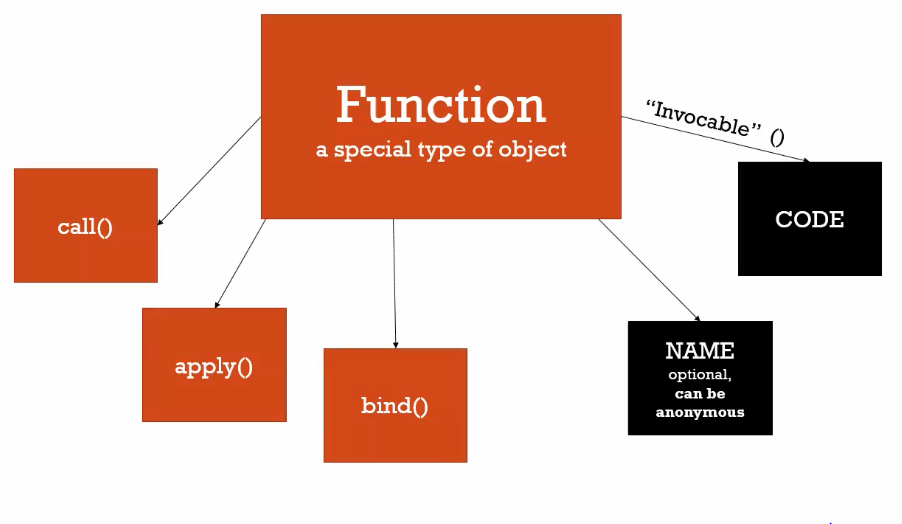 Function
a special type of object
“Invocable” ()
call()
CODE
apply()
NAME
optional,
can be
anonymous
bind()